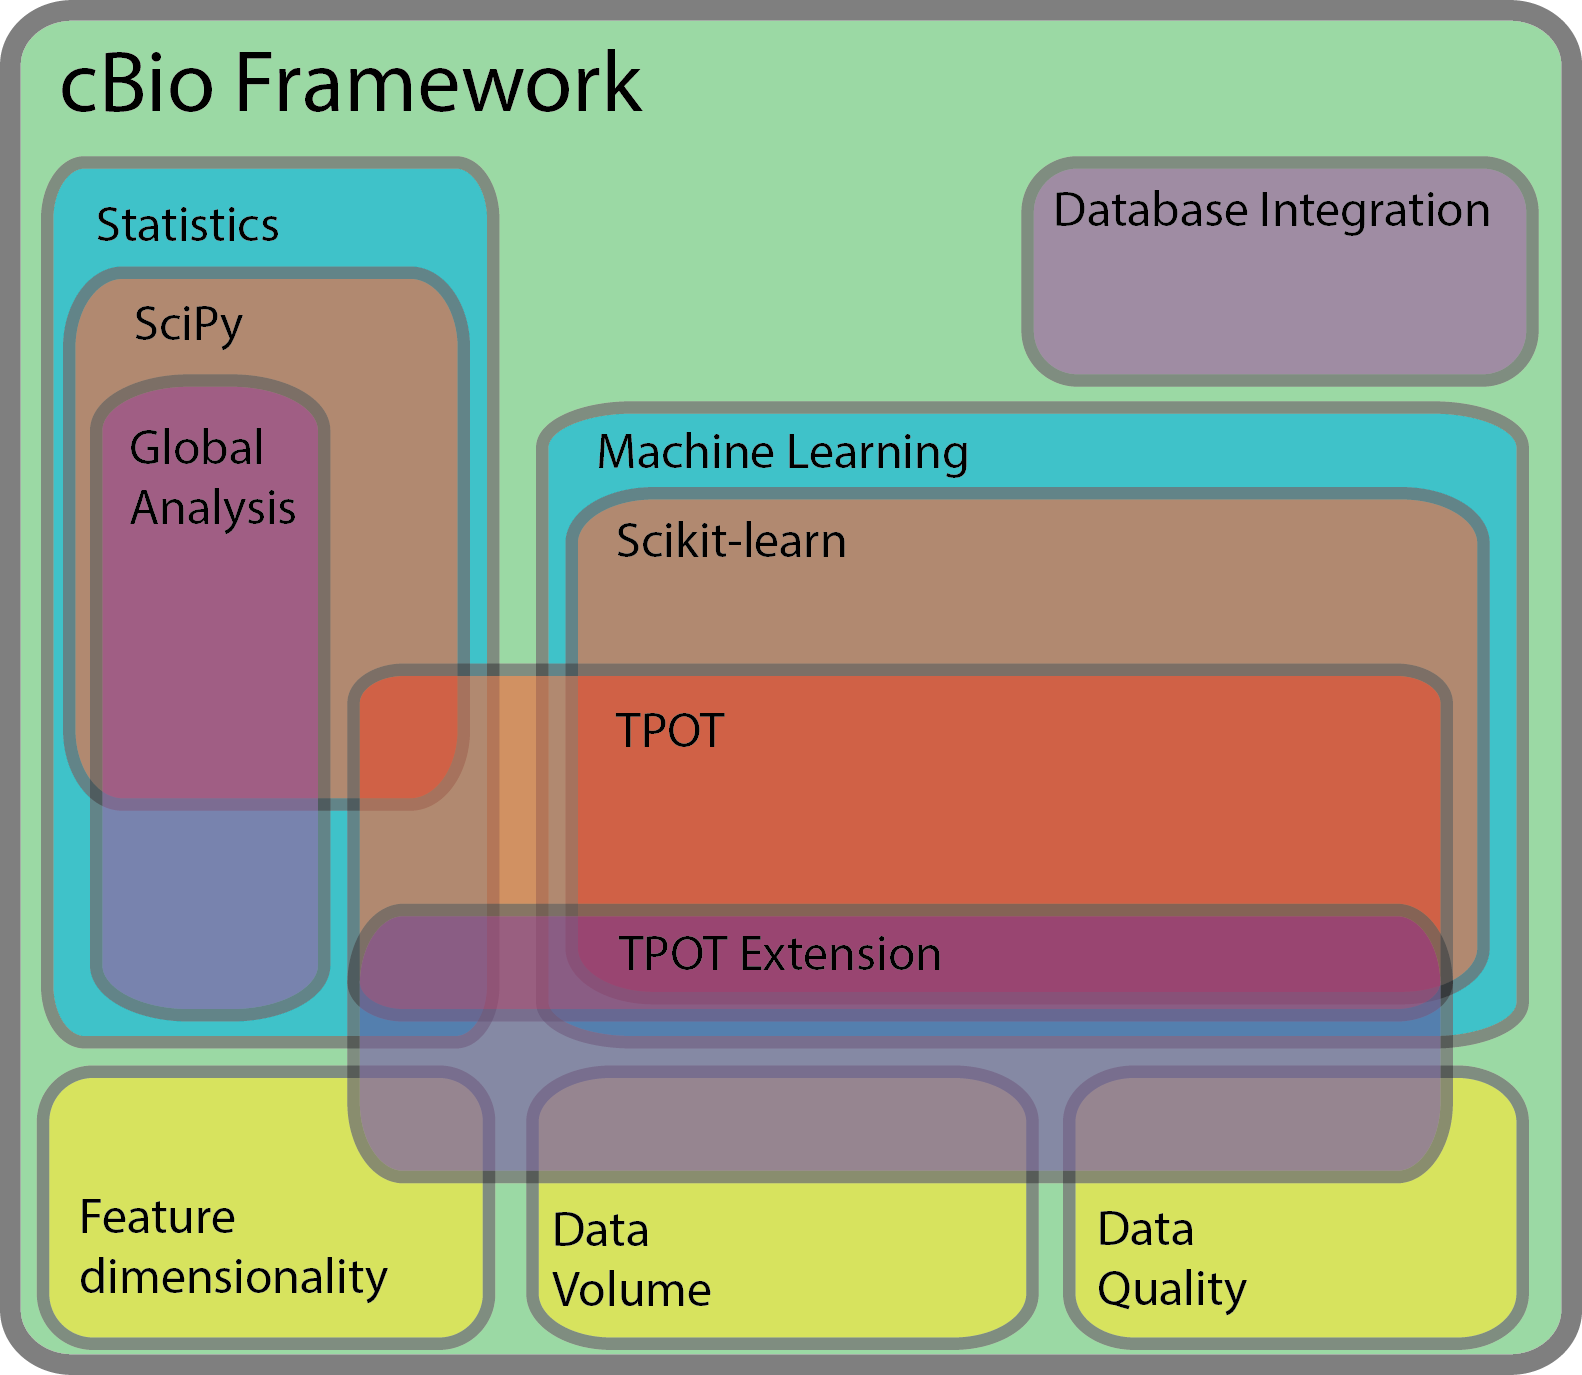 cBio Framework
Statistics
Database Integration
SciPy
Global
Analysis
Machine Learning
Scikit-learn
TPOT
TPOT Extension
Feature
dimensionality
Data
Volume
Data
Quality